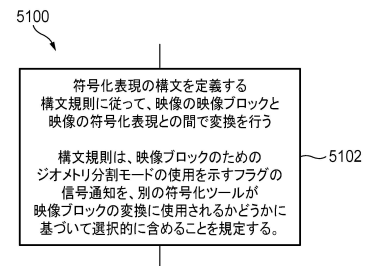 5100
符号化表現の構文を定義する
構文規則に従って、映像の映像ブロックと
映像の符号化表現との間で変換を行う
構文規則は、映像ブロックのための
ジオメトリ分割モードの使用を示すフラグの
信号通知を、別の符号化ツールが
映像ブロックの変換に使用されるかどうかに
基づいて選択的に含めることを規定する。
5102